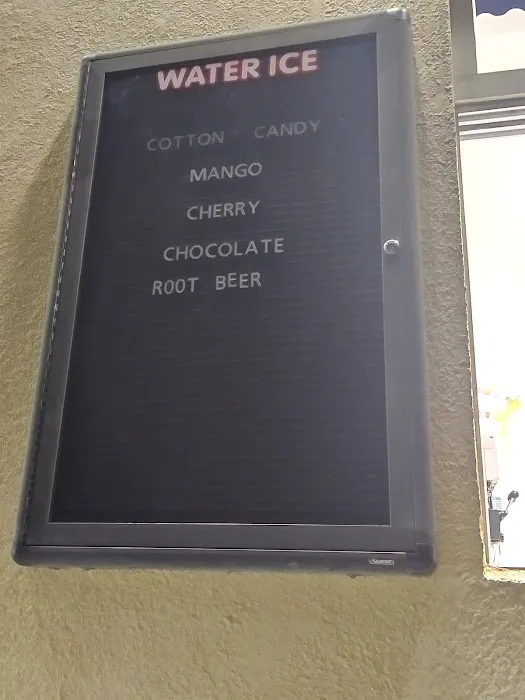 WATER ICE
COTTON CANDY
MANGO
CHERRY
CHOCOLATE
ROOT BEER